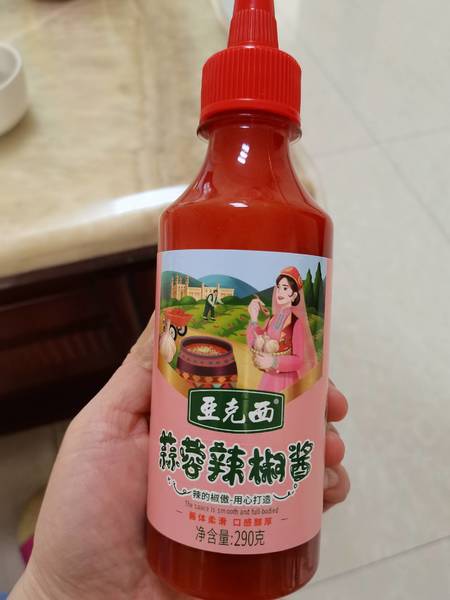 亚克西®
蒜蓉辣椒酱
辣的椒傲·用心打造
The sauce is smooth and full-bodied
酱体柔滑 口感醇厚
净含量:290克